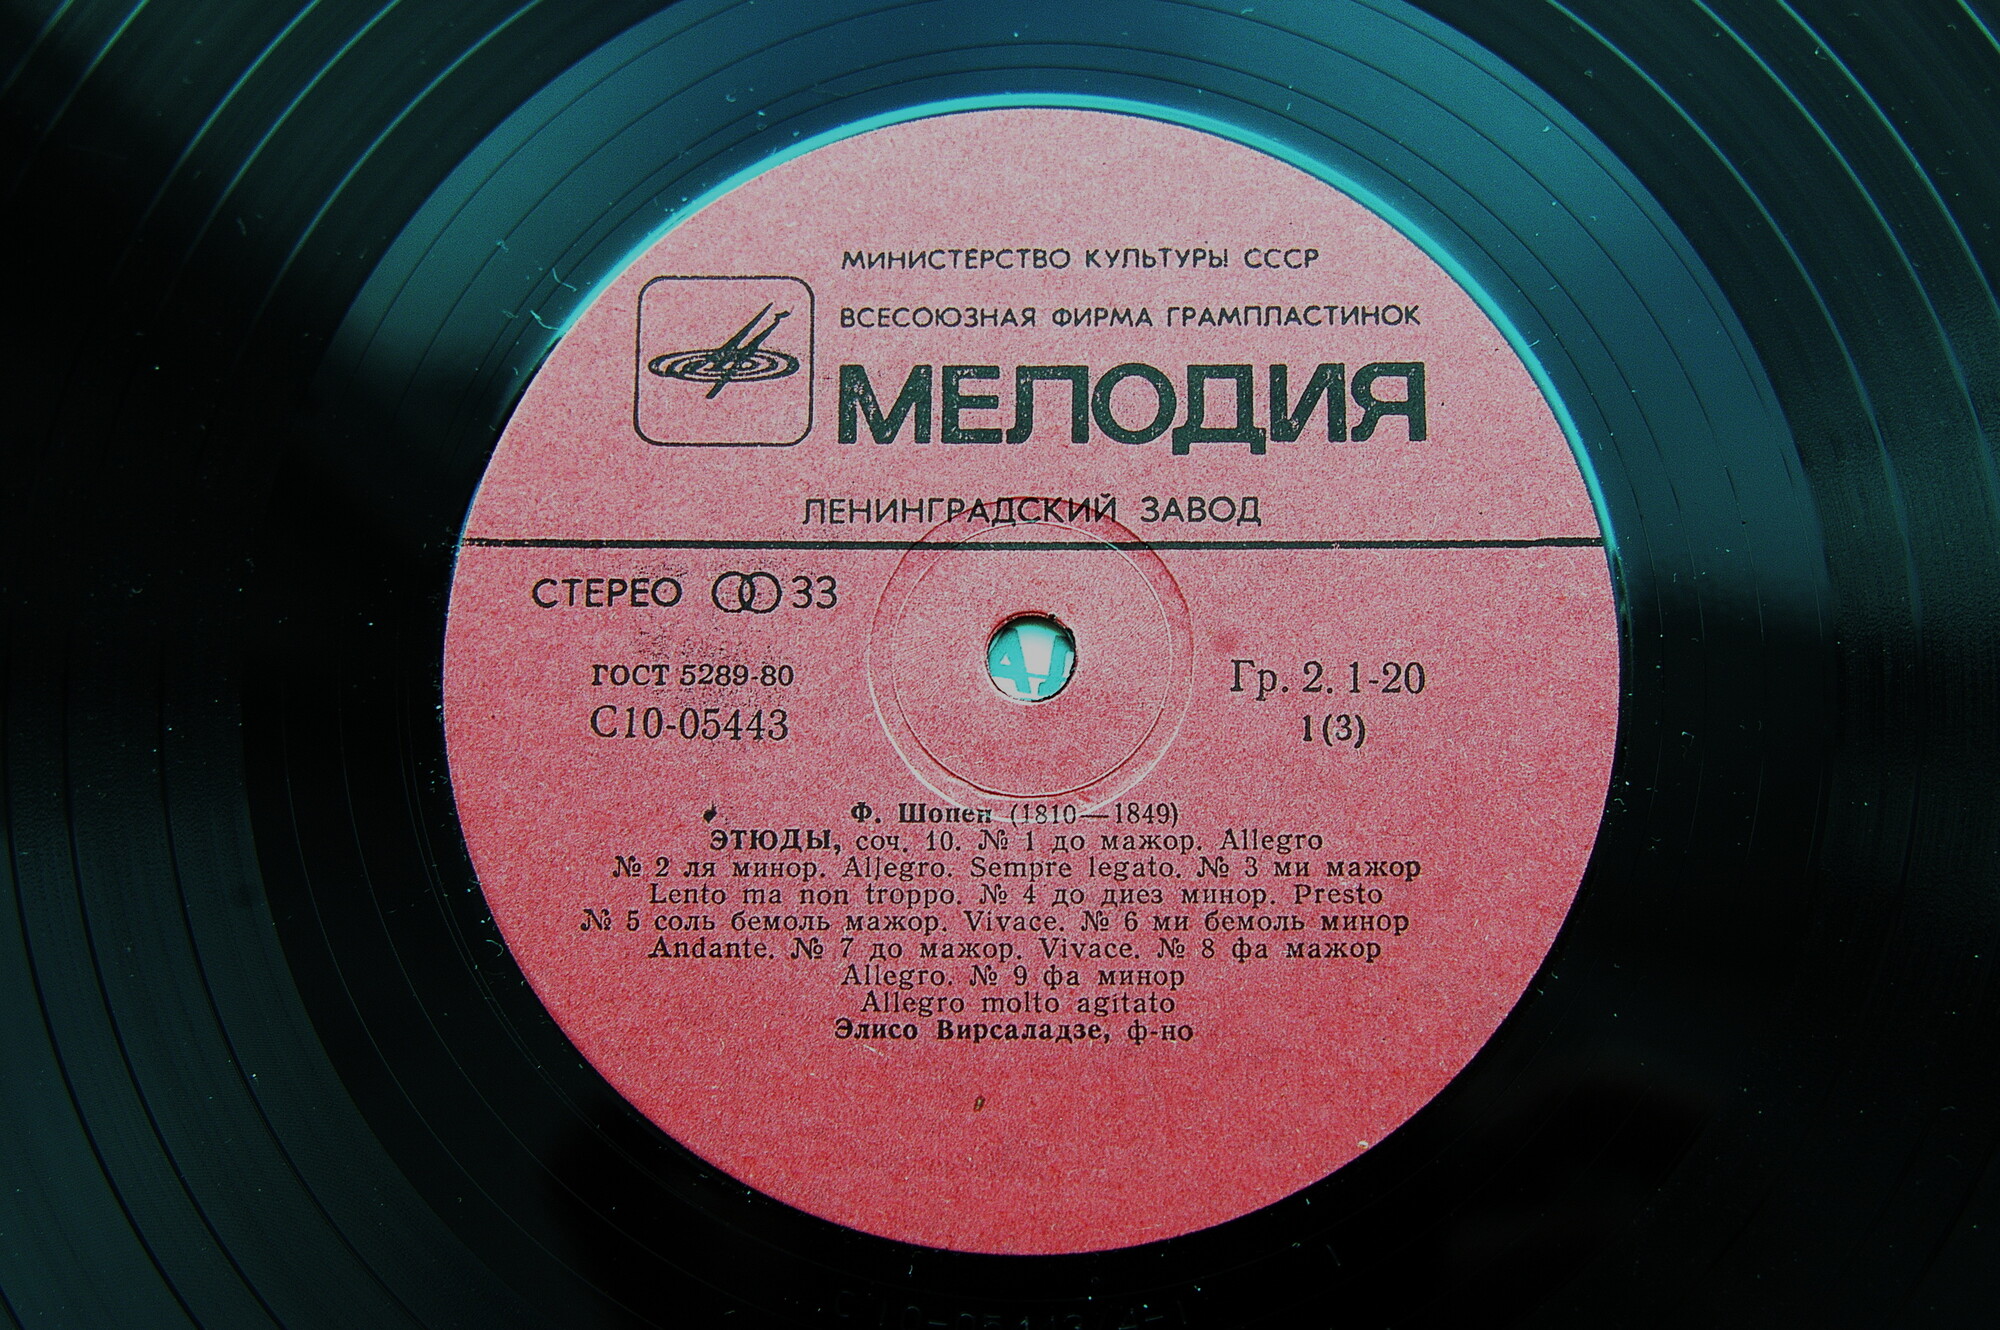 МИНИСТЕРСТВО КУЛЬТУРЫ СССР
ВСЕСОЮЗНАЯ ФИРМА ГРАМПЛАСТИНОК
МЕЛОДИЯ
ЛЕНИНГРАДСКИЙ ЗАВОД
СТЕРЕО 33
ГОСТ 5289-80
С10-05443
Гр. 2. 1-20
1(3)
Ф. Шопен (1810—1849)
ЭТЮДЫ, соч. 10. № 1 до мажор. Allegro
№ 2 ля минор. Allegro. Sempre legato. № 3 ми мажор
Lento ma non troppo. № 4 до диез минор. Presto
№ 5 соль бемоль мажор. Vivace. № 6 ми бемоль минор
Andante. № 7 до мажор. Vivace. № 8 фа мажор
Allegro. № 9 фа минор
Allegro molto agitato
Элисо Вирсаладзе, ф-но